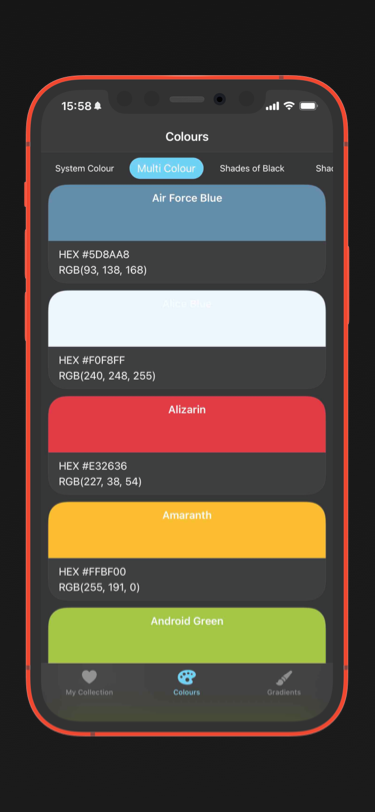 15:58
Colours
System Colour Multi Colour Shades of Black
Air Force Blue
HEX #5D8AA8
RGB(93, 138, 168)
Alice Blue
HEX #F0F8FF
RGB(240, 248, 255)
Alizarin
HEX #E32636
RGB(227, 38, 54)
Amaranth
HEX #FFBF00
RGB(255, 191, 0)
Android Green
My Collection Colours Gradients